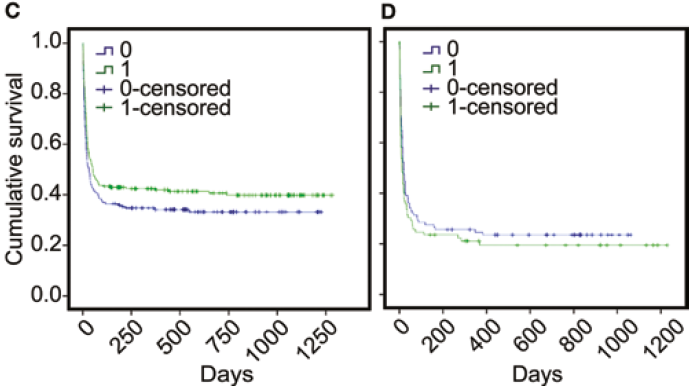 C
Cumulative survival
1.0
0.8
0.6
0.4
0.2
0.0
0
1
0-censored
1-censored
0 250 500 750 1000 1250
Days
D
0
1
0-censored
1-censored
0 200 400 600 800 1000 1200
Days